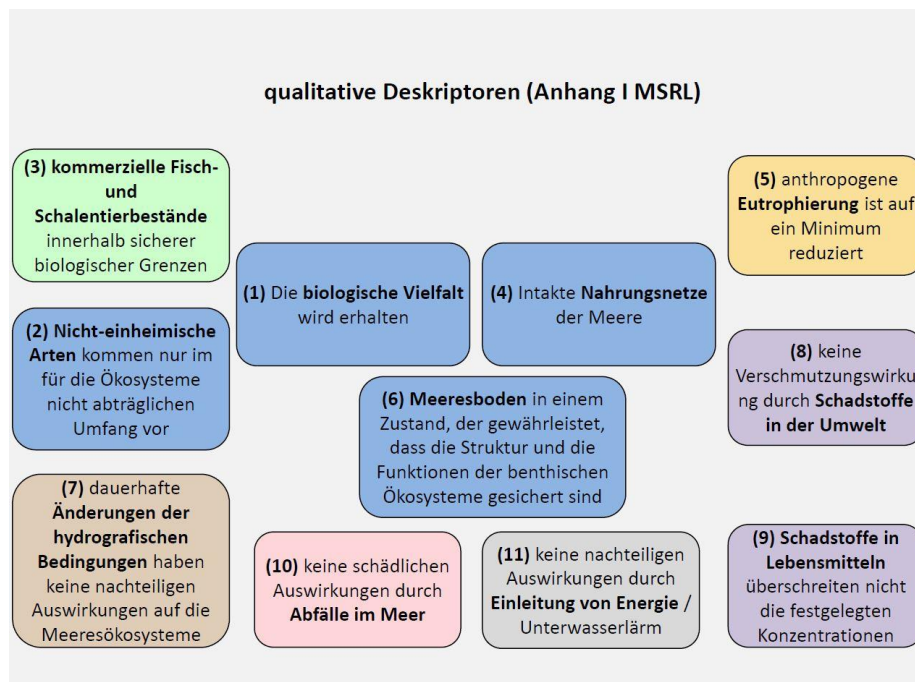 qualitative Deskriptoren (Anhang I MSRL)
(3) kommerzielle Fisch-
und
Schalentierbestände
innerhalb sicherer
biologischer Grenzen
(5) anthropogene
Eutrophierung ist auf
ein Minimum
reduziert
(1) Die biologische Vielfalt
wird erhalten
(4) Intakte Nahrungsnetze
der Meere
(2) Nicht-einheimische
Arten kommen nur im
für die Ökosysteme
nicht abträglichen
Umfang vor
(8) keine
Verschmutzungswirku
ng durch Schadstoffe
in der Umwelt
(6) Meeresboden in einem
Zustand, der gewährleistet,
dass die Struktur und die
Funktionen der benthischen
Ökosysteme gesichert sind
(7) dauerhafte
Änderungen der
hydrografischen
Bedingungen haben
keine nachteiligen
Auswirkungen auf die
Meeresökosysteme
(10) keine schädlichen
Auswirkungen durch
Abfälle im Meer
(11) keine nachteiligen
Auswirkungen durch
Einleitung von Energie /
Unterwasserlärm
(9) Schadstoffe in
Lebensmitteln
überschreiten nicht
die festgelegten
Konzentrationen